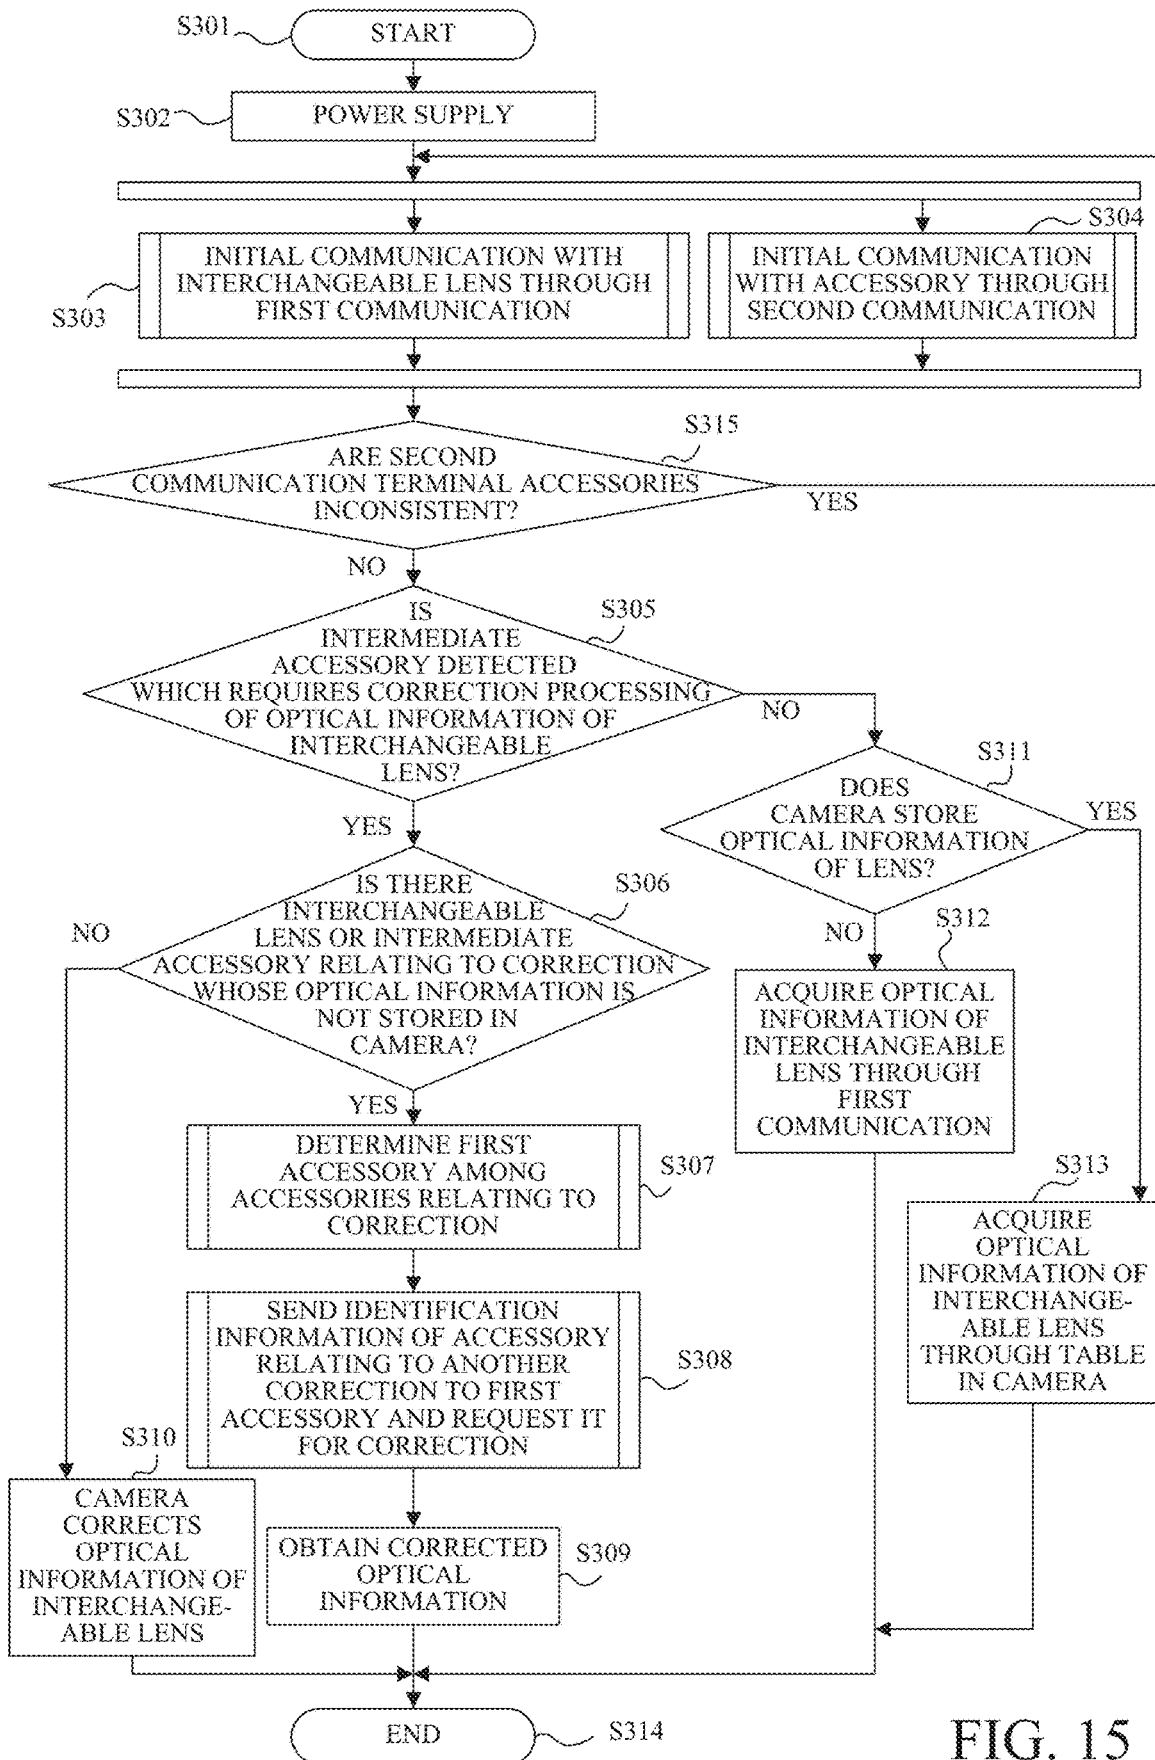 S301
START
S302
POWER SUPPLY
S303
INITIAL COMMUNICATION WITH
INTERCHANGEABLE LENS THROUGH
FIRST COMMUNICATION
S304
INITIAL COMMUNICATION
WITH ACCESSORY THROUGH
SECOND COMMUNICATION
S315
ARE SECOND
COMMUNICATION TERMINAL ACCESSORIES
INCONSISTENT?
YES
NO
S305
IS
INTERMEDIATE
ACCESSORY DETECTED
WHICH REQUIRES CORRECTION PROCESSING
OF OPTICAL INFORMATION OF
INTERCHANGEABLE
LENS?
NO
YES
S311
DOES
CAMERA STORE
OPTICAL INFORMATION
OF LENS?
YES
NO
S306
IS THERE
INTERCHANGEABLE
LENS OR INTERMEDIATE
ACCESSORY RELATING TO CORRECTION
WHOSE OPTICAL INFORMATION IS
NOT STORED IN
CAMERA?
NO
YES
S312
ACQUIRE OPTICAL
INFORMATION OF
INTERCHANGEABLE
LENS THROUGH
FIRST
COMMUNICATION
S307
DETERMINE FIRST
ACCESSORY AMONG
ACCESSORIES RELATING TO
CORRECTION
S313
ACQUIRE
OPTICAL
INFORMATION OF
INTERCHANGE-
ABLE LENS
THROUGH TABLE
IN CAMERA
S308
SEND IDENTIFICATION
INFORMATION OF ACCESSORY
RELATING TO ANOTHER
CORRECTION TO FIRST
ACCESSORY AND REQUEST IT
FOR CORRECTION
S310
CAMERA
CORRECTS
OPTICAL
INFORMATION OF
INTERCHANGE-
ABLE LENS
S309
OBTAIN CORRECTED
OPTICAL
INFORMATION
END
S314
FIG. 15